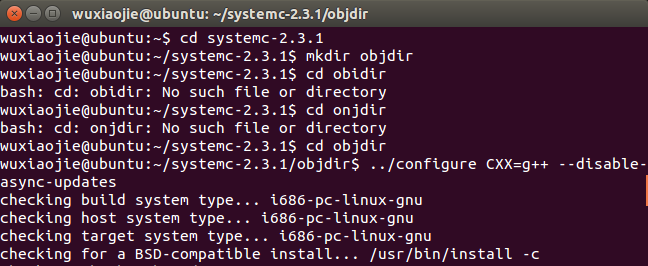 wuxiaojie@ubuntu: ~/systemc-2.3.1/objdir
wuxiaojie@ubuntu:~$ cd systemc-2.3.1
wuxiaojie@ubuntu:~/systemc-2.3.1$ mkdir objdir
wuxiaojie@ubuntu:~/systemc-2.3.1$ cd obidir
bash: cd: obidir: No such file or directory
wuxiaojie@ubuntu:~/systemc-2.3.1$ cd onjdir
bash: cd: onjdir: No such file or directory
wuxiaojie@ubuntu:~/systemc-2.3.1$ cd objdir
wuxiaojie@ubuntu:~/systemc-2.3.1/objdir$ ../configure CXX=g++ --disable-
async-updates
checking build system type... i686-pc-linux-gnu
checking host system type... i686-pc-linux-gnu
checking target system type... i686-pc-linux-gnu
checking for a BSD-compatible install... /usr/bin/install -c